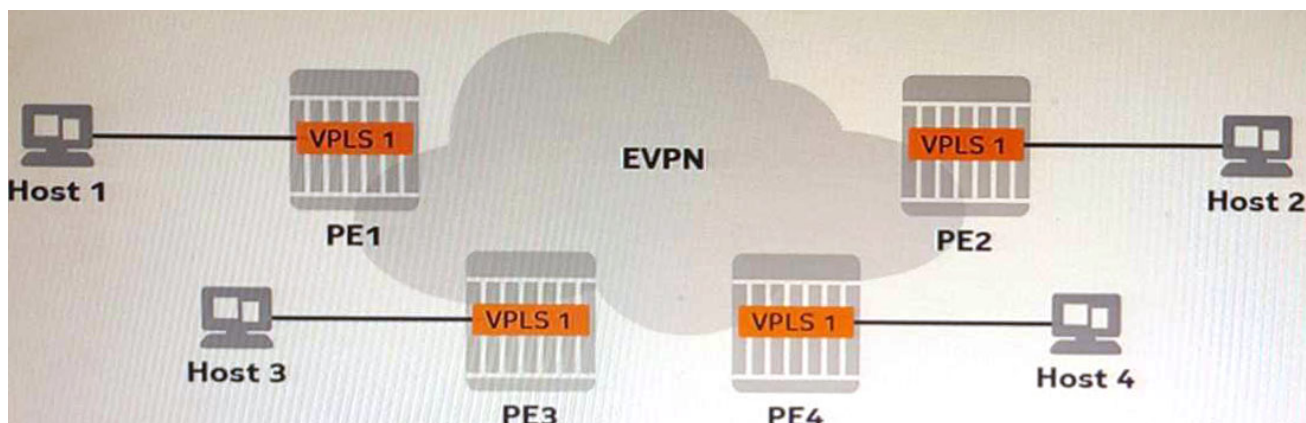 VPLS 1
EVPN
VPLS 1
Host 1
Host 2
PE1
PE2
VPLS 1
VPLS 1
Host 3
Host 4
PE3
PE4